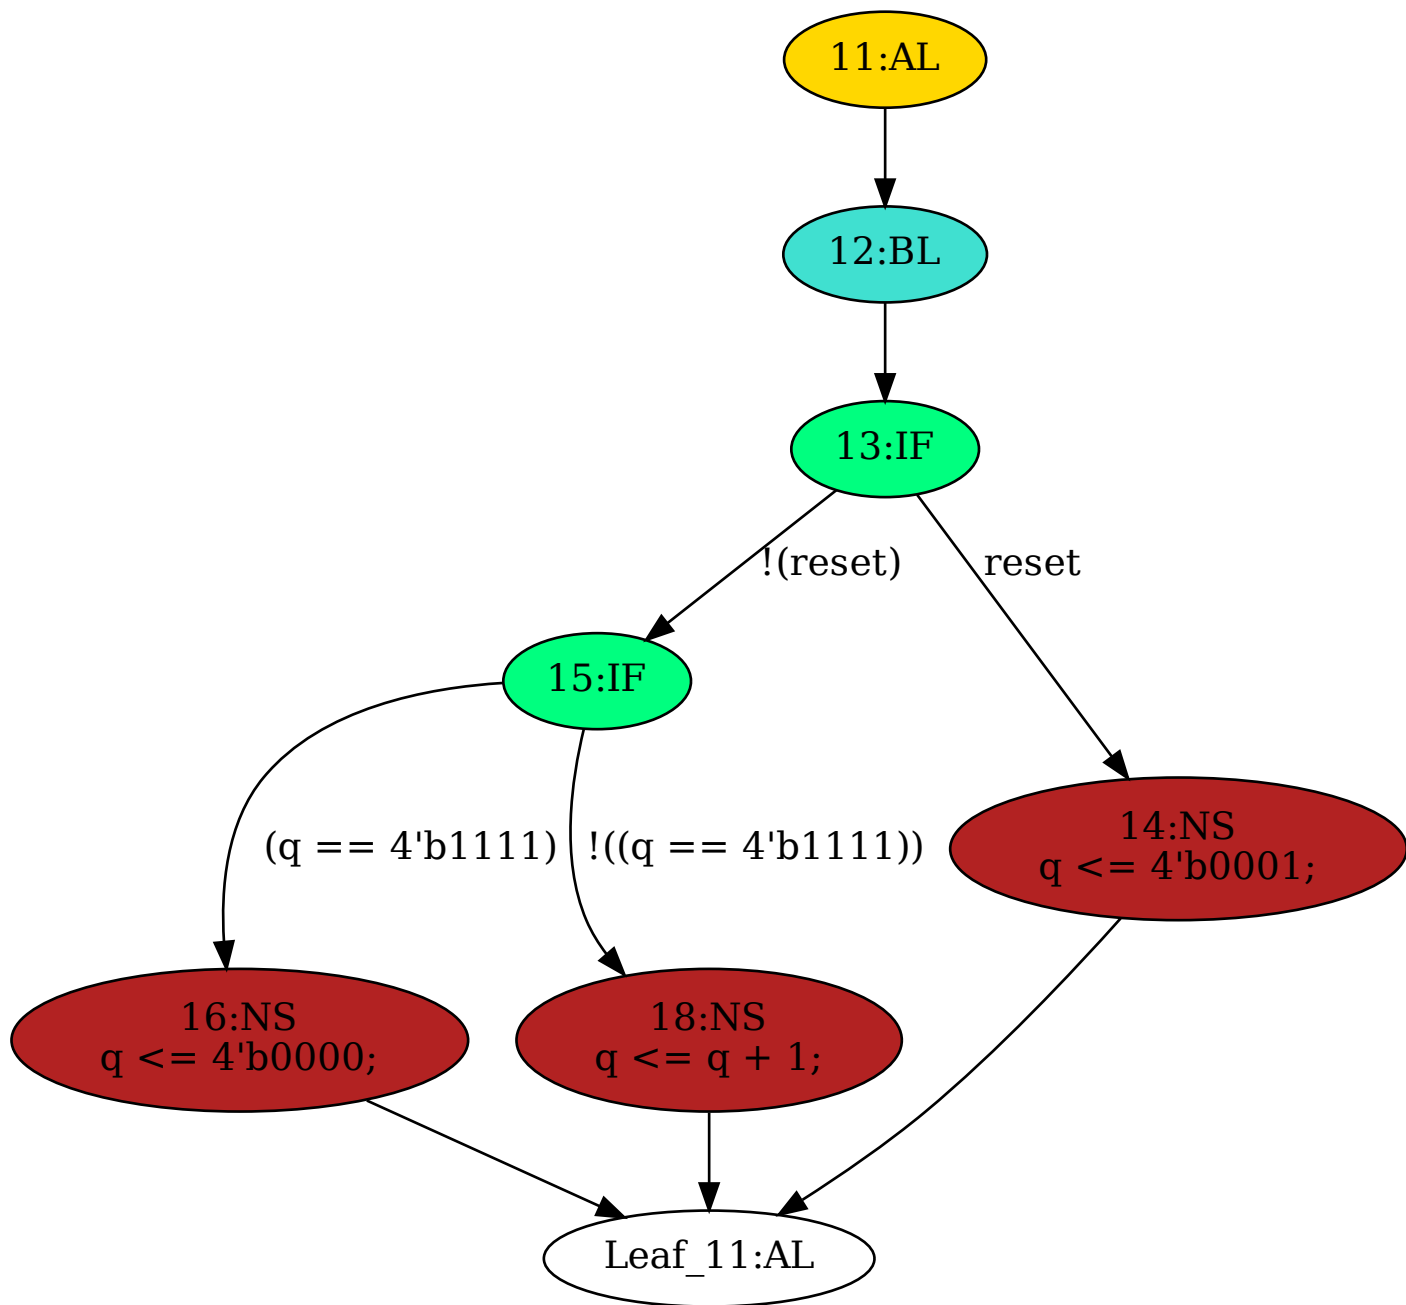 11:AL
12:BL
13:IF
!(reset)
reset
15:IF
(q == 4'b1111)
!((q == 4'b1111))
14:NS
q <= 4'b0001;
16:NS
q <= 4'b0000;
18:NS
q <= q + 1;
Leaf_11:AL